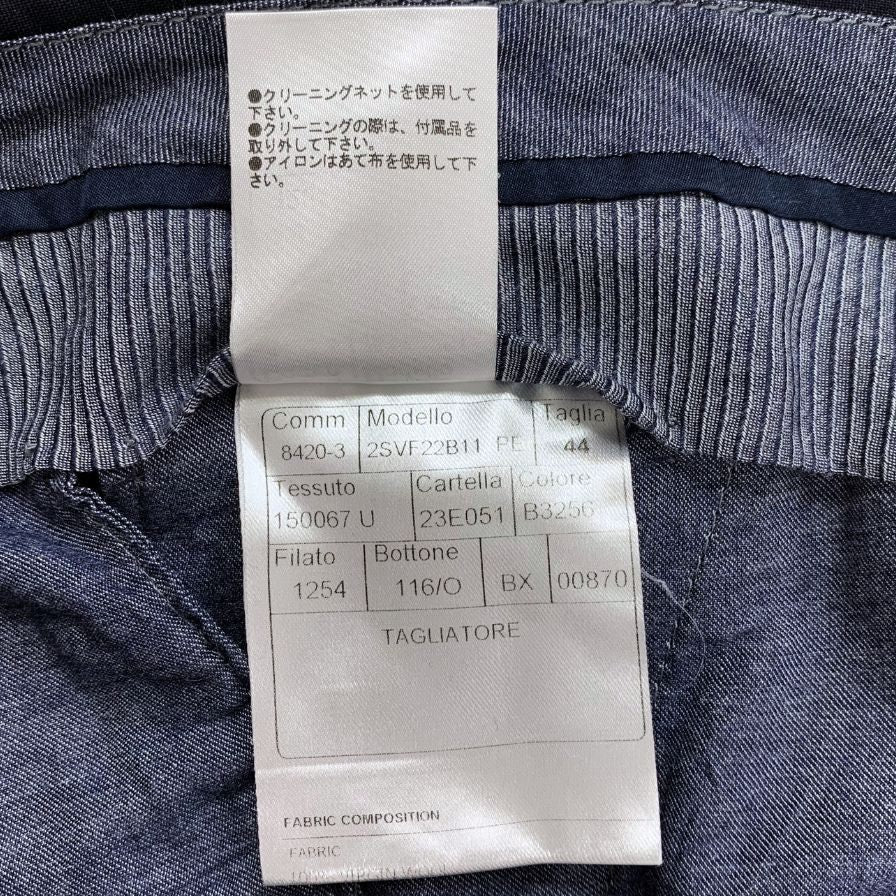 ●クリーニングネットを使用して
下さい。
●クリーニングの際は、付属品を
取り外して下さい。
●アイロンはあて布を使用して下
さい。
Comm Modello Taglia
8420-3 2SVF22B11 PE 44
Tessuto Cartella Colore
150067 U 23E051 B3256
Filato Bottone
1254 116/O BX 00870
TAGLIATORE
FABRIC COMPOSITION
FABRIC